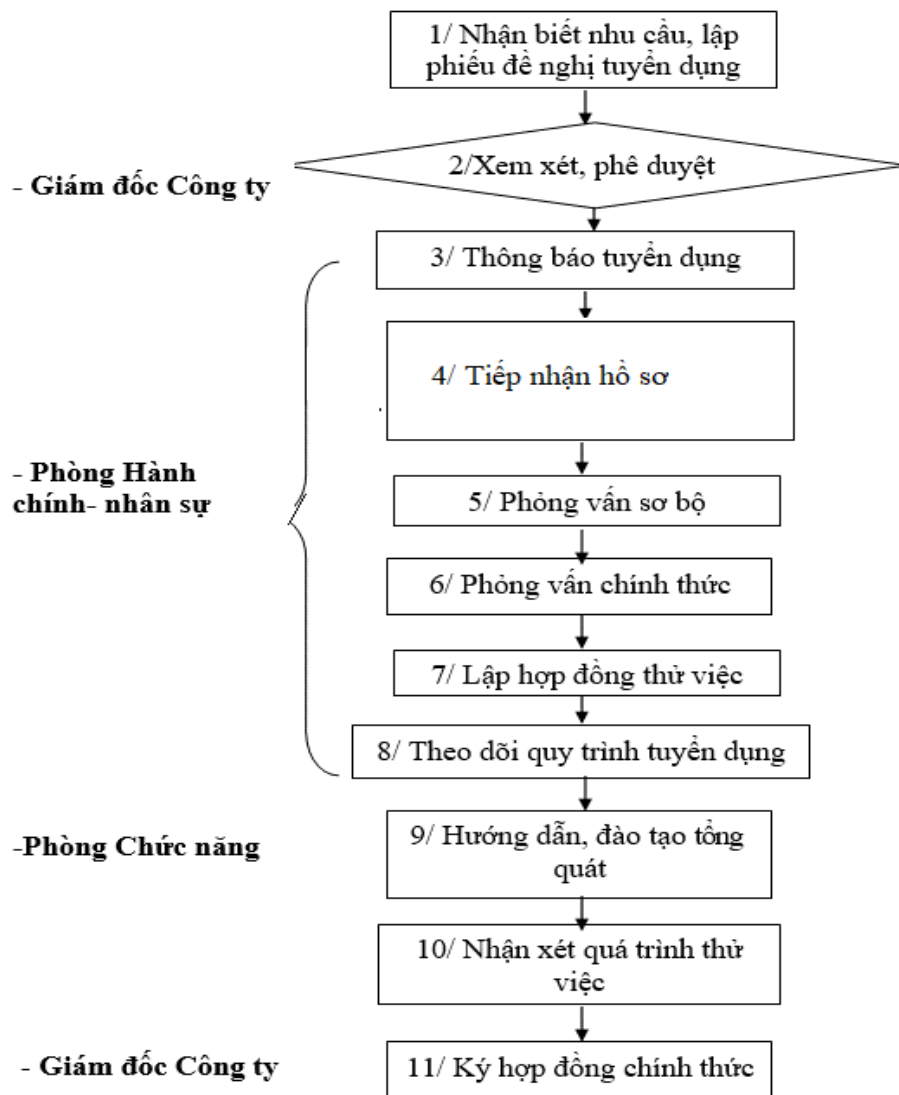 1/ Nhận biết nhu cầu, lập
phiếu đề nghị tuyển dụng
2/Xem xét, phê duyệt
- Giám đốc Công ty
3/ Thông báo tuyển dụng
4/ Tiếp nhận hồ sơ
- Phòng Hành
chính- nhân sự
5/ Phỏng vấn sơ bộ
6/ Phỏng vấn chính thức
7/ Lập hợp đồng thử việc
8/ Theo dõi quy trình tuyển dụng
-Phòng Chức năng
9/ Hướng dẫn, đào tạo tổng
quát
10/ Nhận xét quá trình thử
việc
- Giám đốc Công ty
11/ Ký hợp đồng chính thức